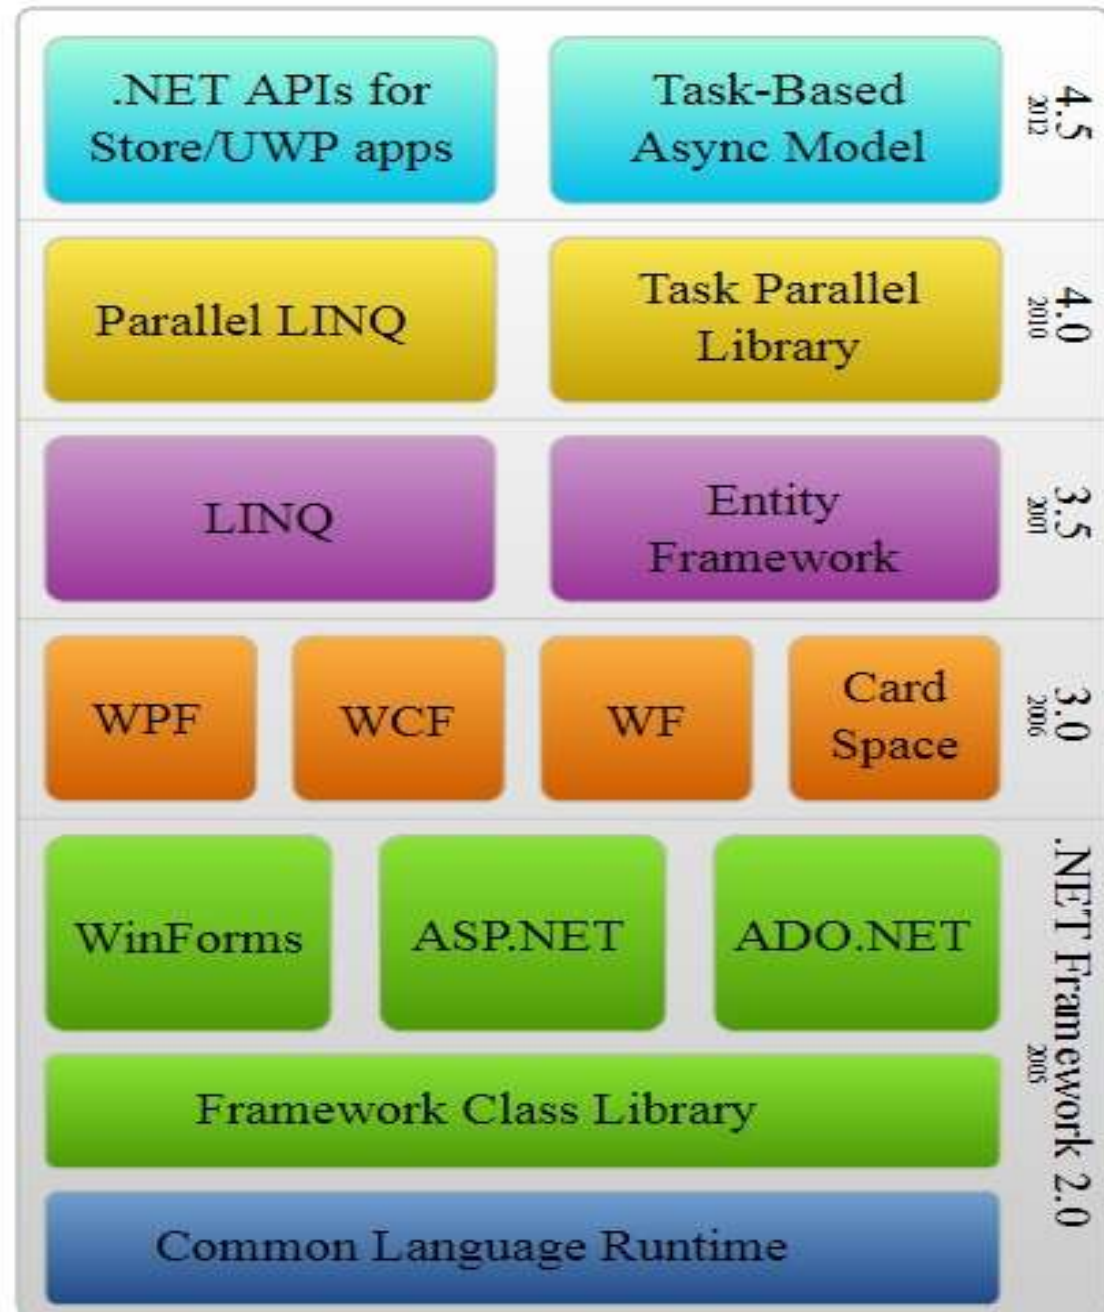 .NET APIs for
Store/UWP apps
Task-Based
Async Model
4.5
2012
Parallel LINQ
Task Parallel
Library
4.0
2010
LINQ
Entity
Framework
3.5
2007
WPF
WCF
WF
Card
Space
3.0
2006
WinForms
ASP.NET
ADO.NET
Framework Class Library
Common Language Runtime
.NET Framework 2.0
2005